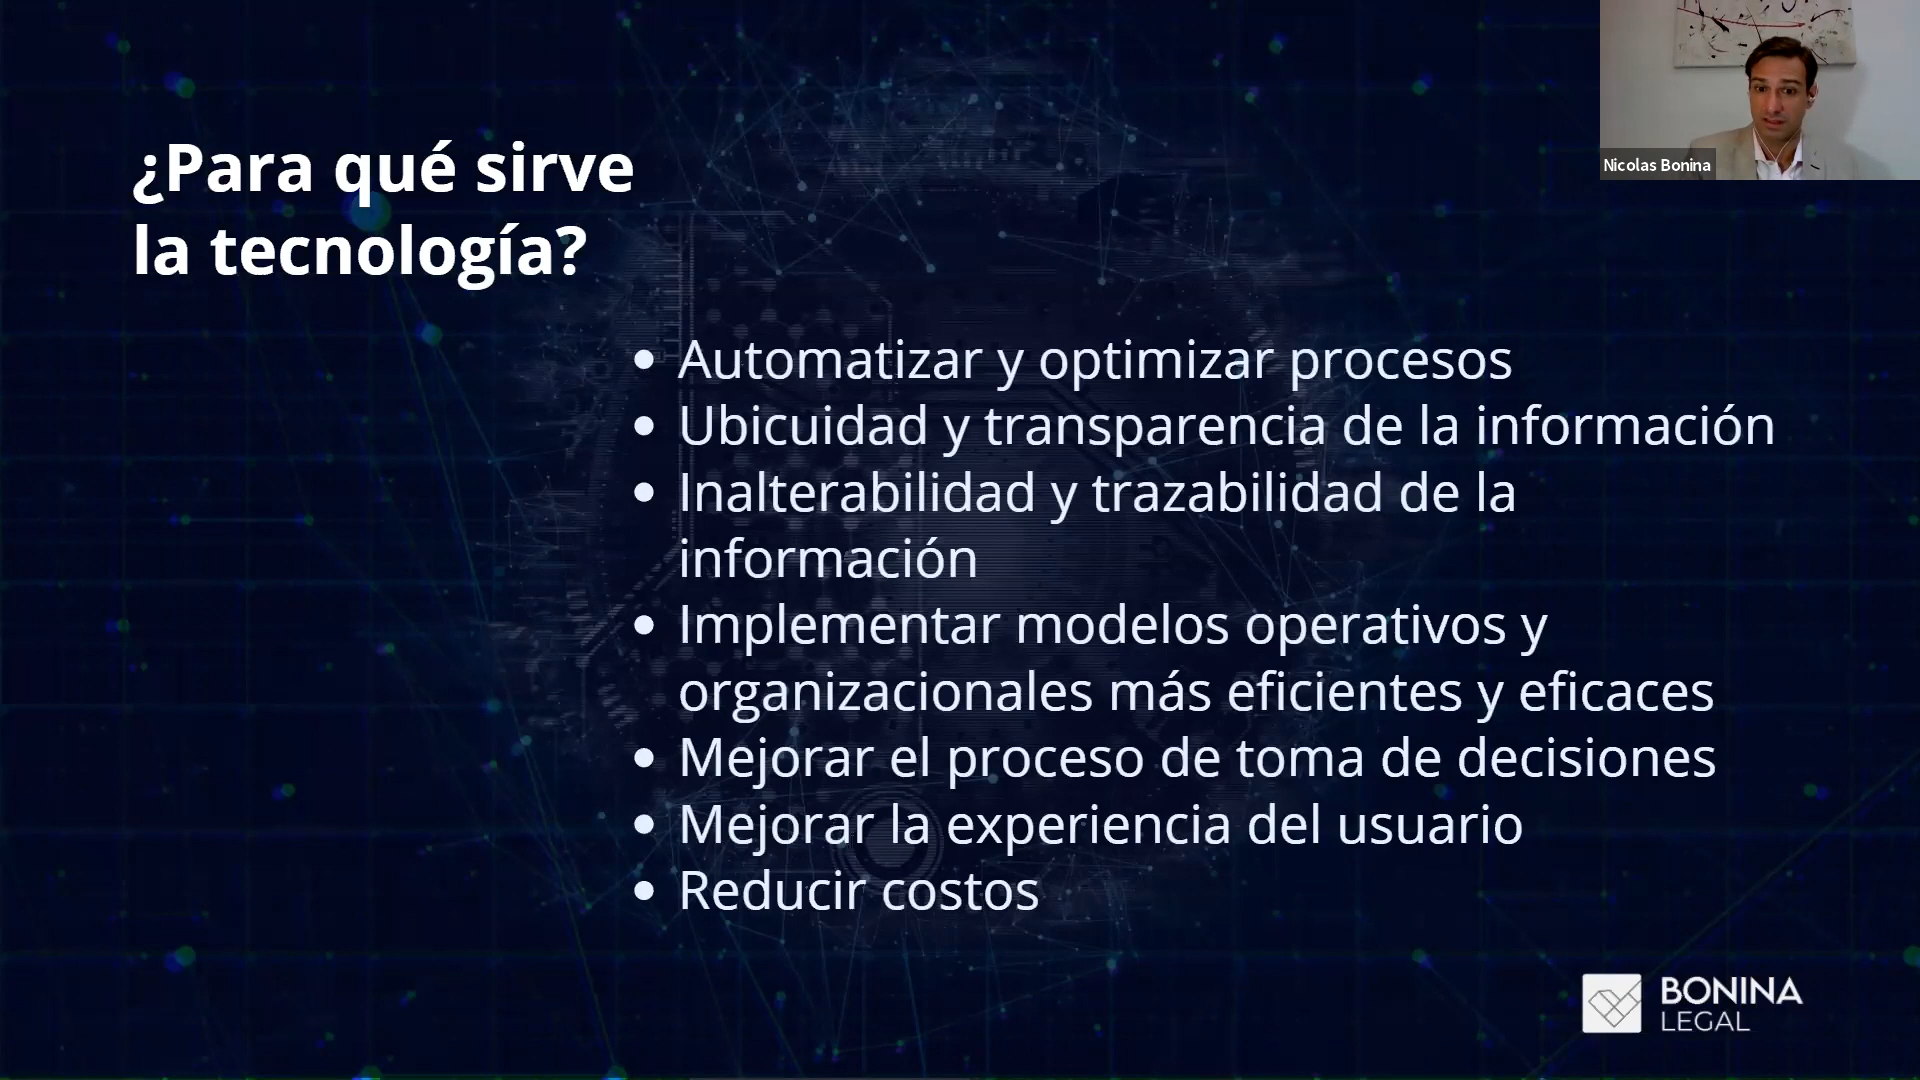 ¿Para qué sirve
la tecnología?
• Automatizar y optimizar procesos
• Ubicuidad y transparencia de la información
• Inalterabilidad y trazabilidad de la
información
• Implementar modelos operativos y
organizacionales más eficientes y eficaces
• Mejorar el proceso de toma de decisiones
• Mejorar la experiencia del usuario
• Reducir costos
Nicolas Bonina
BONINA
LEGAL